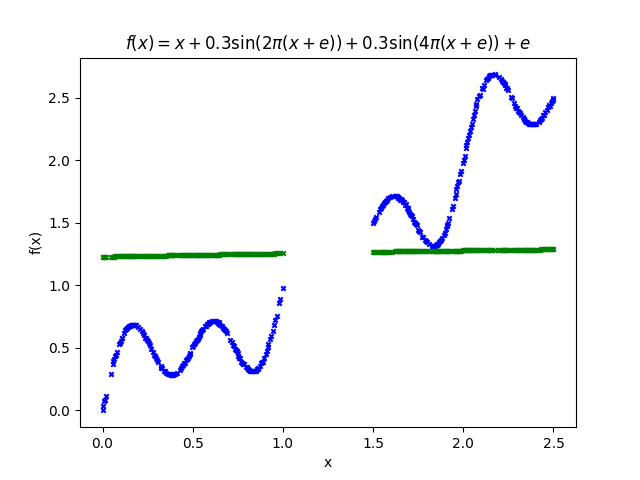 f(x) = x + 0.3sin(2π(x + e)) + 0.3sin(4π(x + e)) + e
2.5
2.0
1.5
1.0
0.5
0.0
f(x)
0.0 0.5 1.0 1.5 2.0 2.5
x